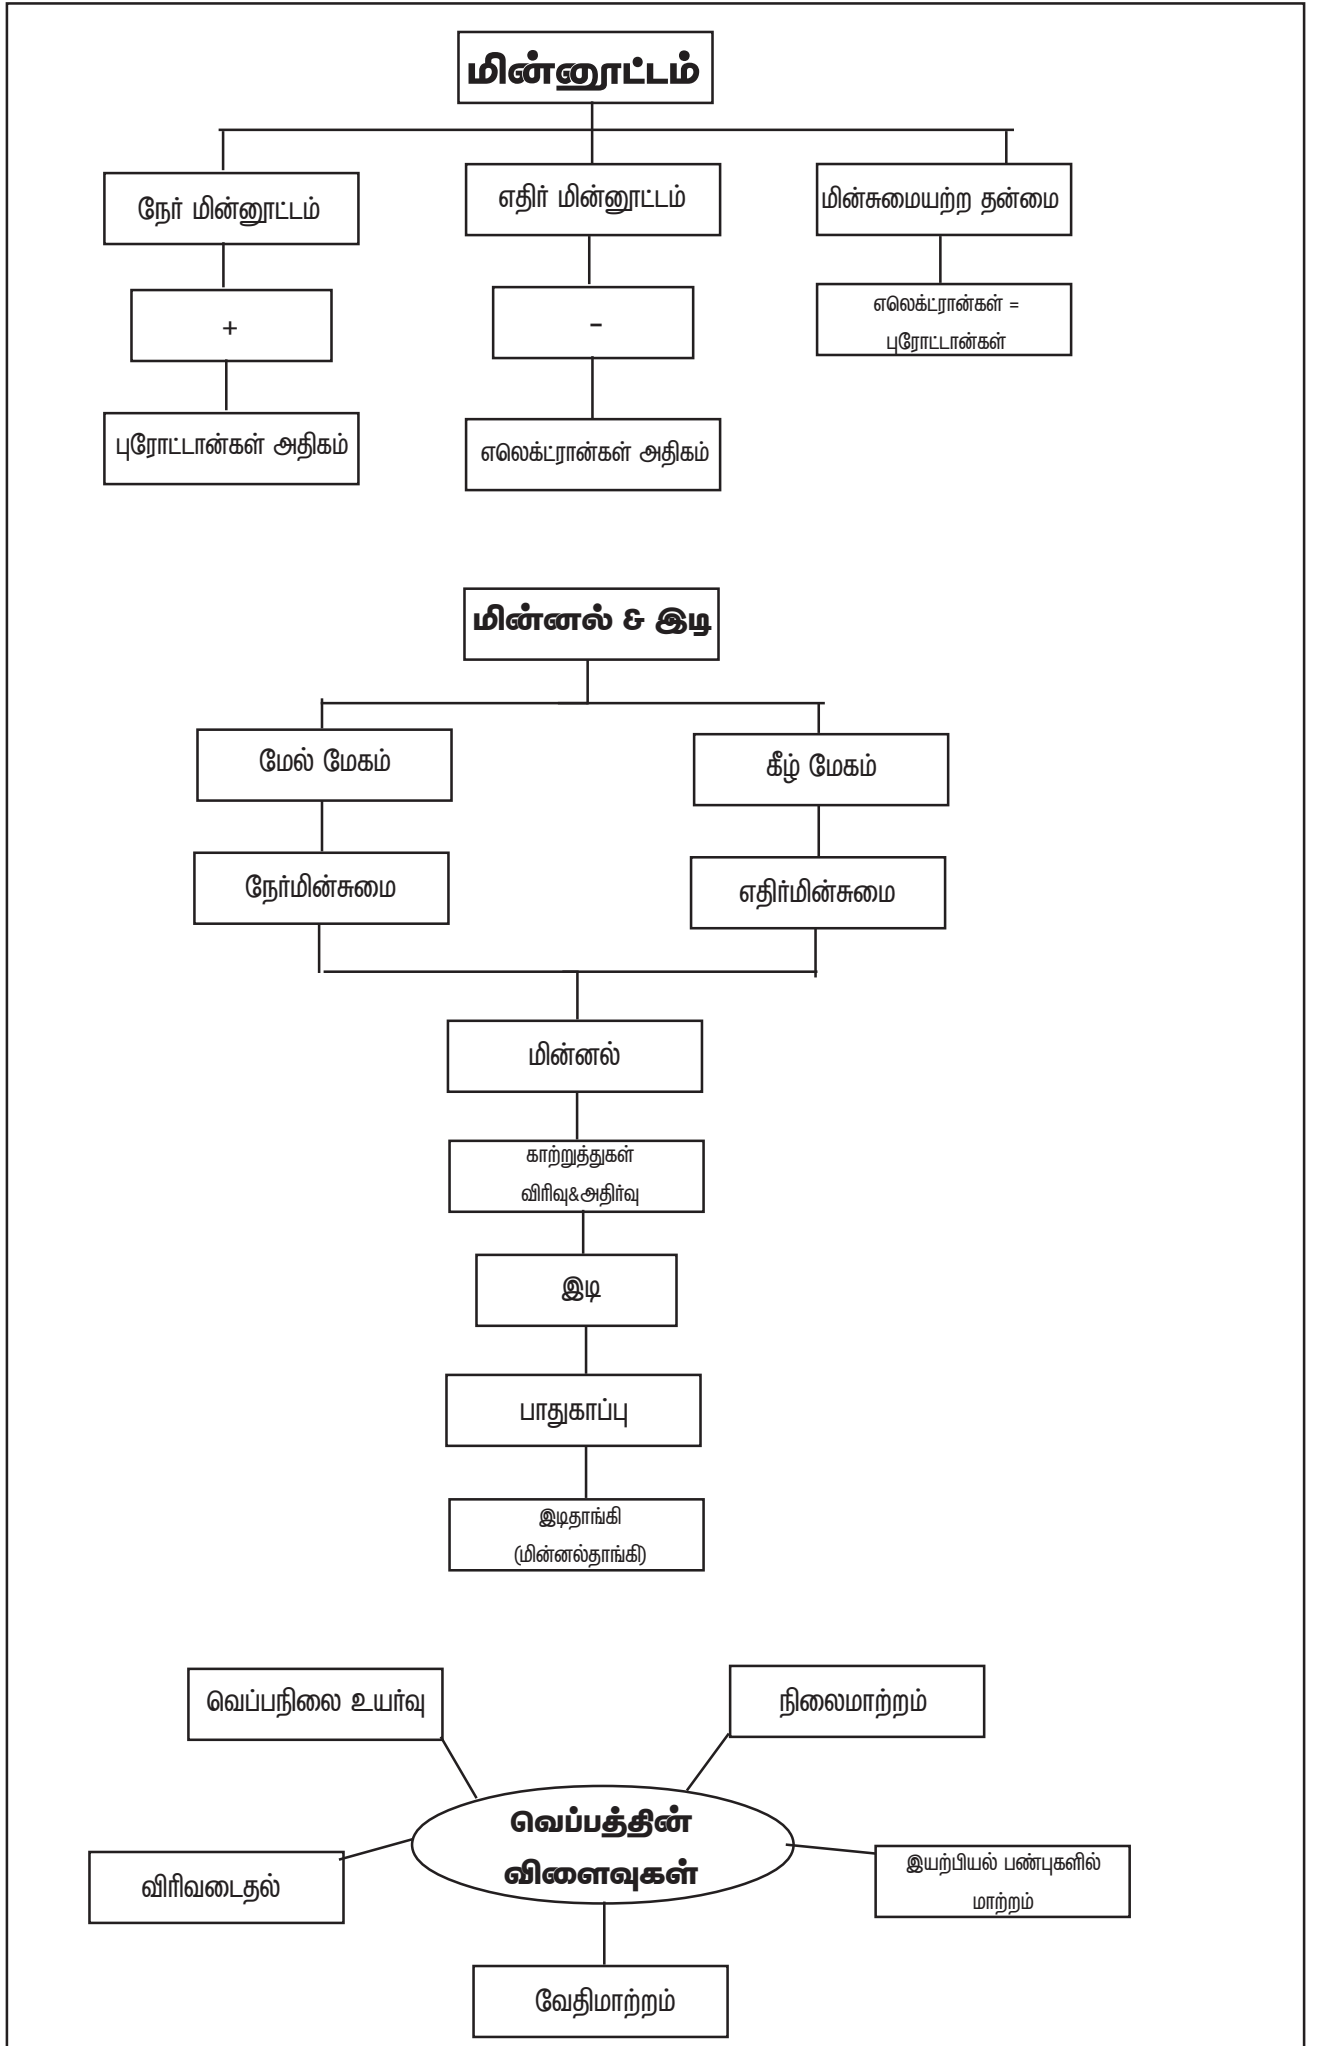 மின்னூட்டம்
நேர் மின்னூட்டம்
எதிர் மின்னூட்டம்
மின்சுமையற்ற தன்மை
+
-
எலெக்ட்ரான்கள் =
புரோட்டான்கள்
புரோட்டான்கள் அதிகம்
எலெக்ட்ரான்கள் அதிகம்
மின்னல் & இடி
மேல் மேகம்
கீழ் மேகம்
நேர்மின்சுமை
எதிர்மின்சுமை
மின்னல்
காற்றுத்துகள்
விரிவு&அதிர்வு
இடி
பாதுகாப்பு
இடிதாங்கி
(மின்னல்தாங்கி)
வெப்பநிலை உயர்வு
நிலைமாற்றம்
வெப்பத்தின்
விளைவுகள்
விரிவடைதல்
இயற்பியல் பண்புகளில்
மாற்றம்
வேதிமாற்றம்